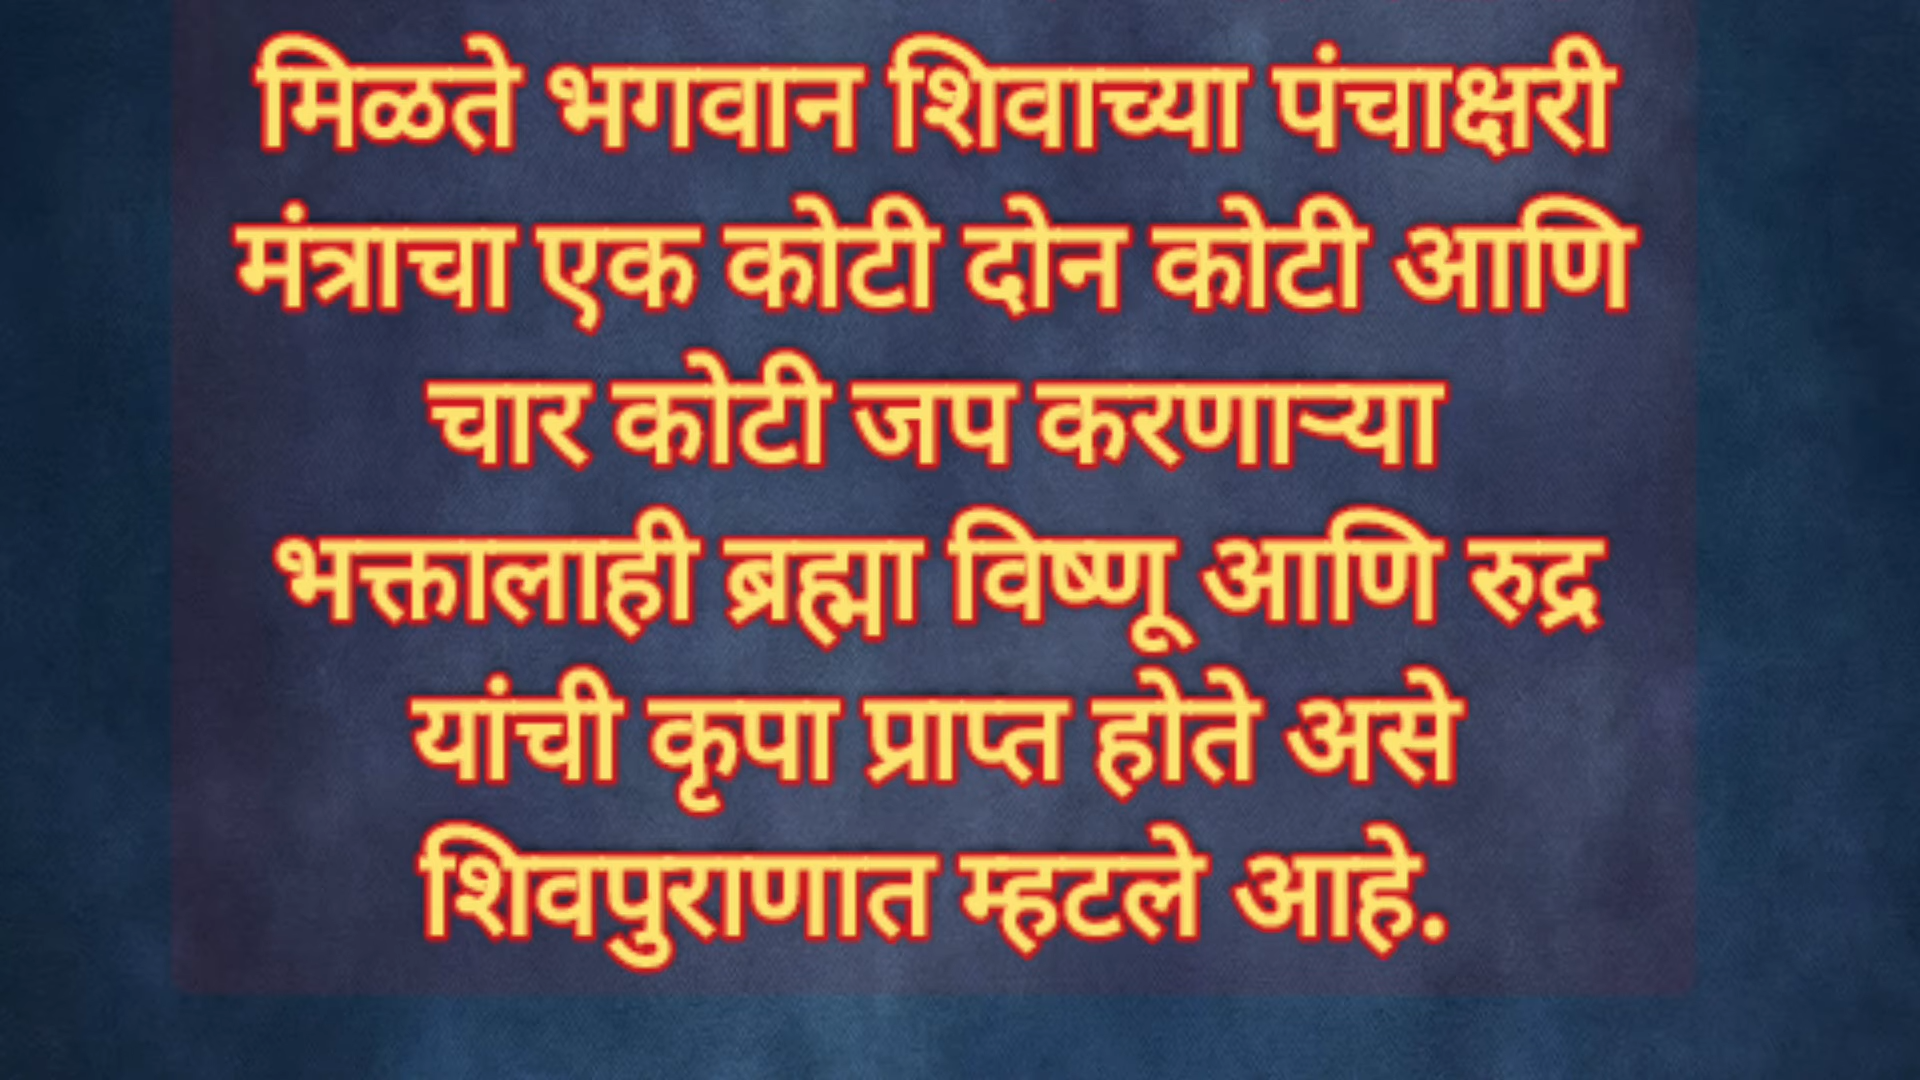 मिळते भगवान शिवाच्या पंचाक्षरी
मंत्राचा एक कोटी दोन कोटी आणि
चार कोटी जप करणाऱ्या
भक्तालाही ब्रह्मा विष्णू आणि रुद्र
यांची कृपा प्राप्त होते असे
शिवपुराणात म्हटले आहे.